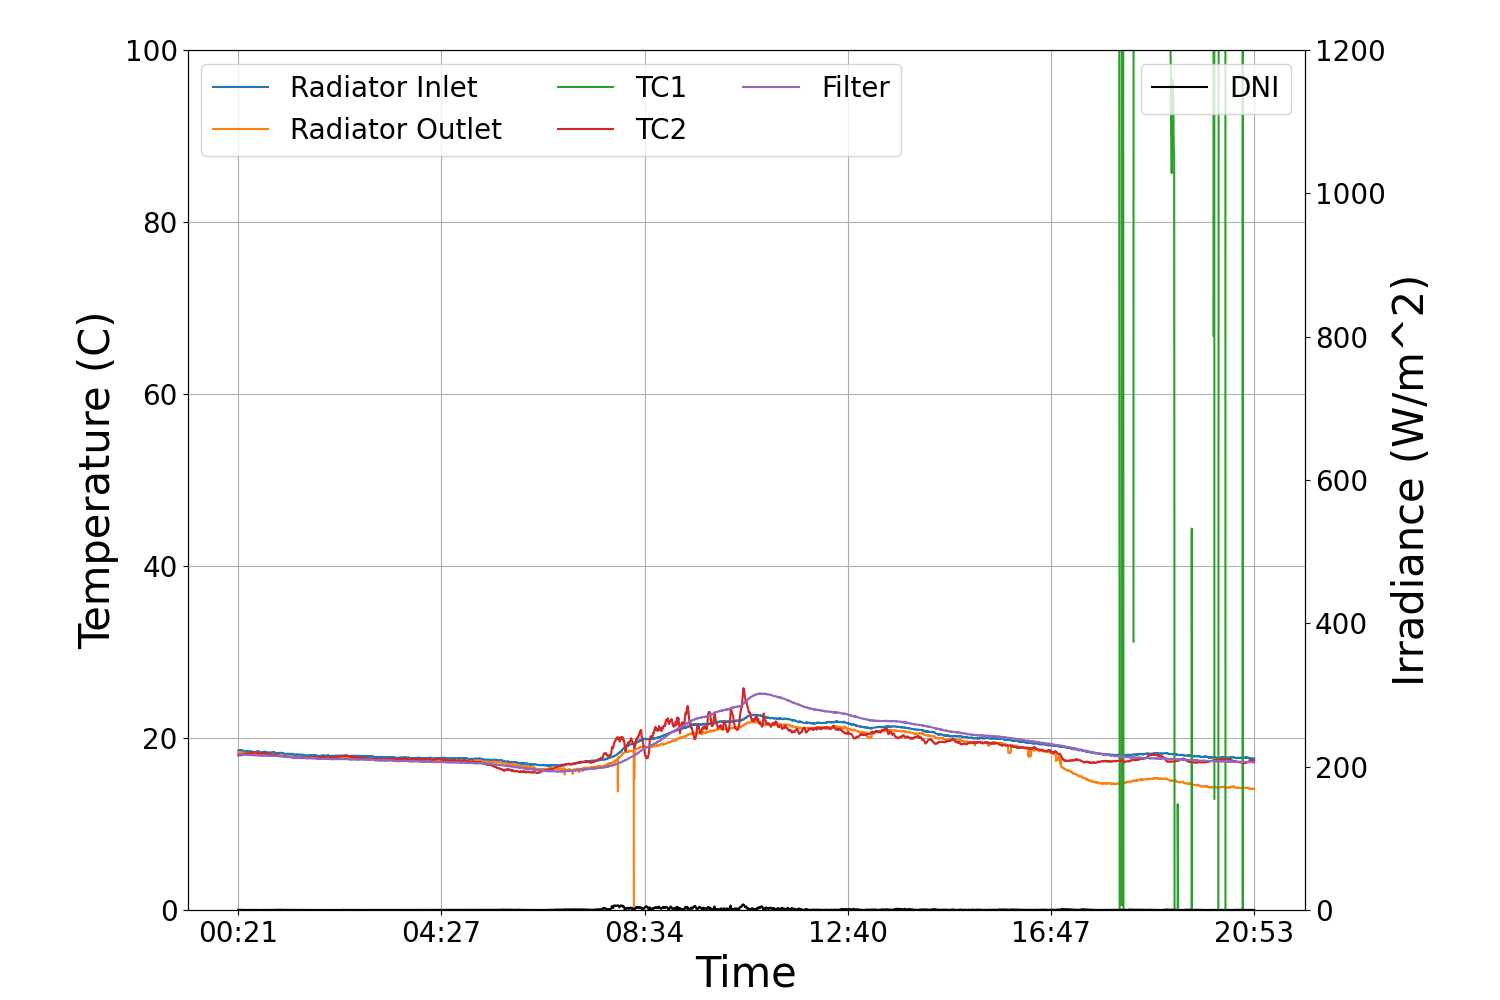 100
80
60
40
20
0
Temperature (C)
Radiator Inlet
Radiator Outlet
TC1
TC2
Filter
DNI
1200
1000
800
600
400
200
0
Irradiance (W/m^2)
00:21 04:27 08:34 12:40 16:47 20:53
Time